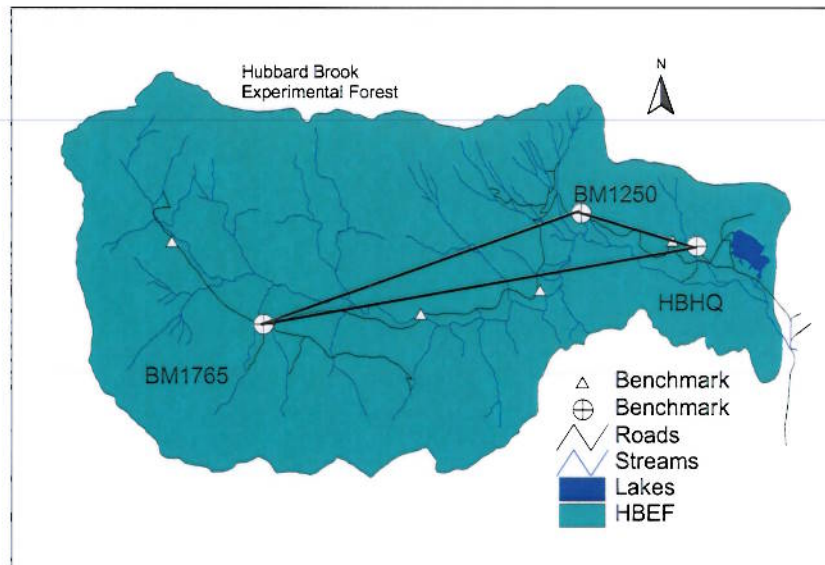 Hubbard Brook
Experimental Forest
N
BM1250
HBHQ
BM1765
Benchmark
Benchmark
Roads
Streams
Lakes
HBEF